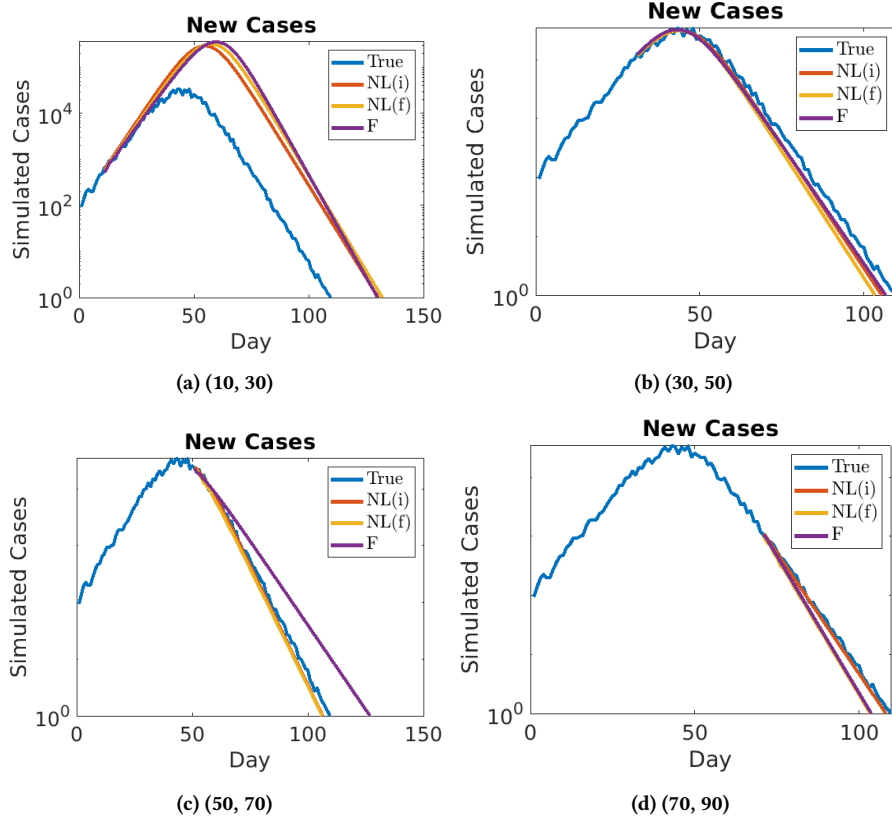 New Cases
Simulated Cases
10^4
10^2
10^0
0
50
100
150
Day
True
NL(i)
NL(f)
F
(a) (10, 30)
New Cases
Simulated Cases
10^0
0
50
100
Day
True
NL(i)
NL(f)
F
(b) (30, 50)
New Cases
Simulated Cases
10^0
0
50
100
150
Day
True
NL(i)
NL(f)
F
(c) (50, 70)
New Cases
Simulated Cases
10^0
0
50
100
Day
True
NL(i)
NL(f)
F
(d) (70, 90)